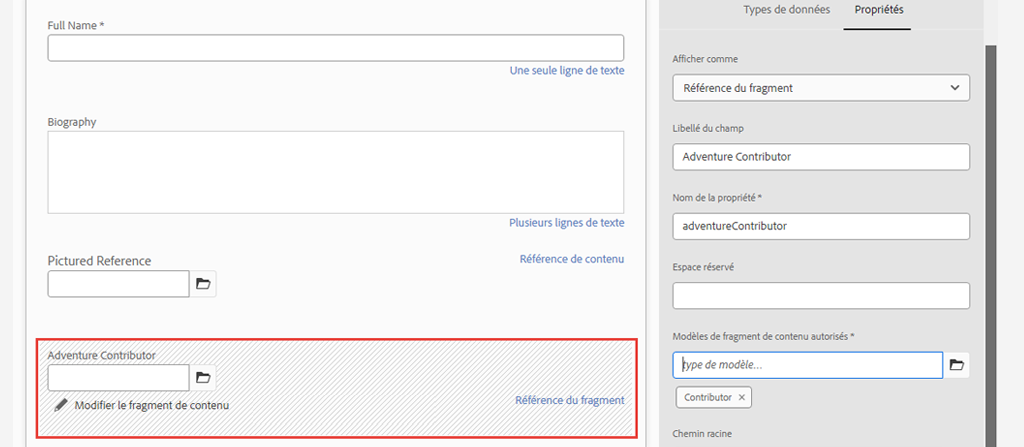 Full Name *
Une seule ligne de texte
Biography
Plusieurs lignes de texte
Pictured Reference
Référence de contenu
Adventure Contributor
Modifier le fragment de contenu
Référence du fragment
Types de données
Propriétés
Afficher comme
Référence du fragment
Libellé du champ
Adventure Contributor
Nom de la propriété *
adventureContributor
Espace réservé
Modèles de fragment de contenu autorisés *
type de modèle...
Contributor ×
Chemin racine